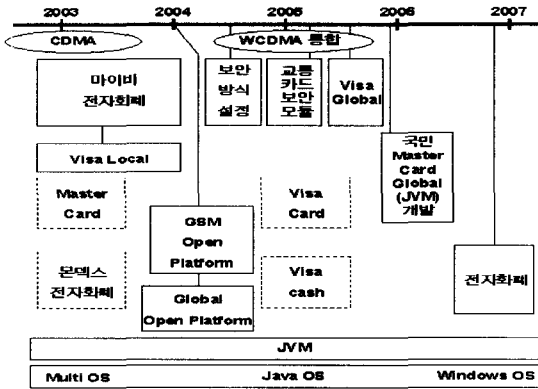 2003 2004 2005 2006 2007
CDMA
WCDMA 통합
마이비
전자화폐
보안
방식
설정
교통
카드
보안
모듈
Visa
Global
Visa Local
국민
Master
Card
Global
(JVM)
개발
Master
Card
GSM
Open
Platform
Visa
Card
몬덱스
전자화폐
Global
Open Platform
Visa
cash
전자화폐
JVM
Multi OS Java OS Windows OS